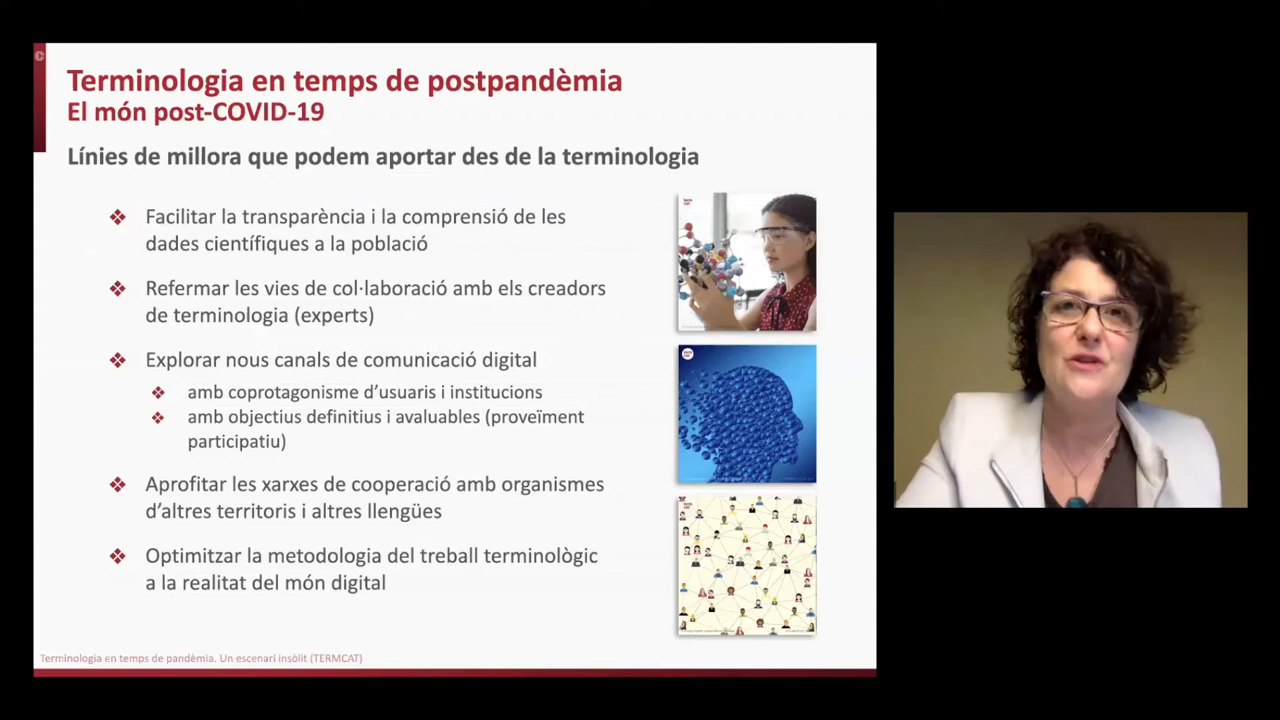 Terminologia en temps de postpandèmia
El món post-COVID-19
Línies de millora que podem aportar des de la terminologia
Facilitar la transparència i la comprensió de les
dades científiques a la població
Refermar les vies de col·laboració amb els creadors
de terminologia (experts)
Explorar nous canals de comunicació digital
amb coprotagonisme d'usuaris i institucions
amb objectius definitius i avaluables (proveïment
participatiu)
Aprofitar les xarxes de cooperació amb organismes
d'altres territoris i altres llengües
Optimitzar la metodologia del treball terminològic
a la realitat del món digital
Terminologia en temps de pandèmia. Un escenari insòlit (TERMCAT)